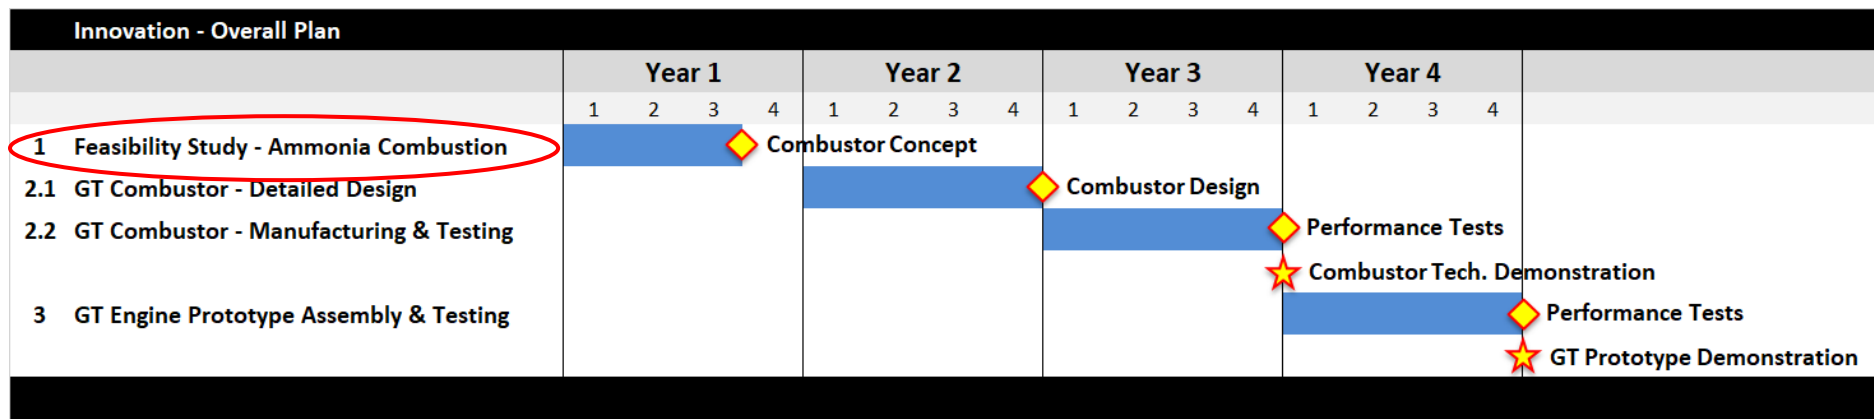 Innovation - Overall Plan
Year 1 Year 2 Year 3 Year 4
1 2 3 4 1 2 3 4 1 2 3 4 1 2 3 4
1 Feasibility Study - Ammonia Combustion Combustor Concept
2.1 GT Combustor - Detailed Design Combustor Design
2.2 GT Combustor - Manufacturing & Testing Performance Tests
Combustor Tech. Demonstration
3 GT Engine Prototype Assembly & Testing Performance Tests
GT Prototype Demonstration